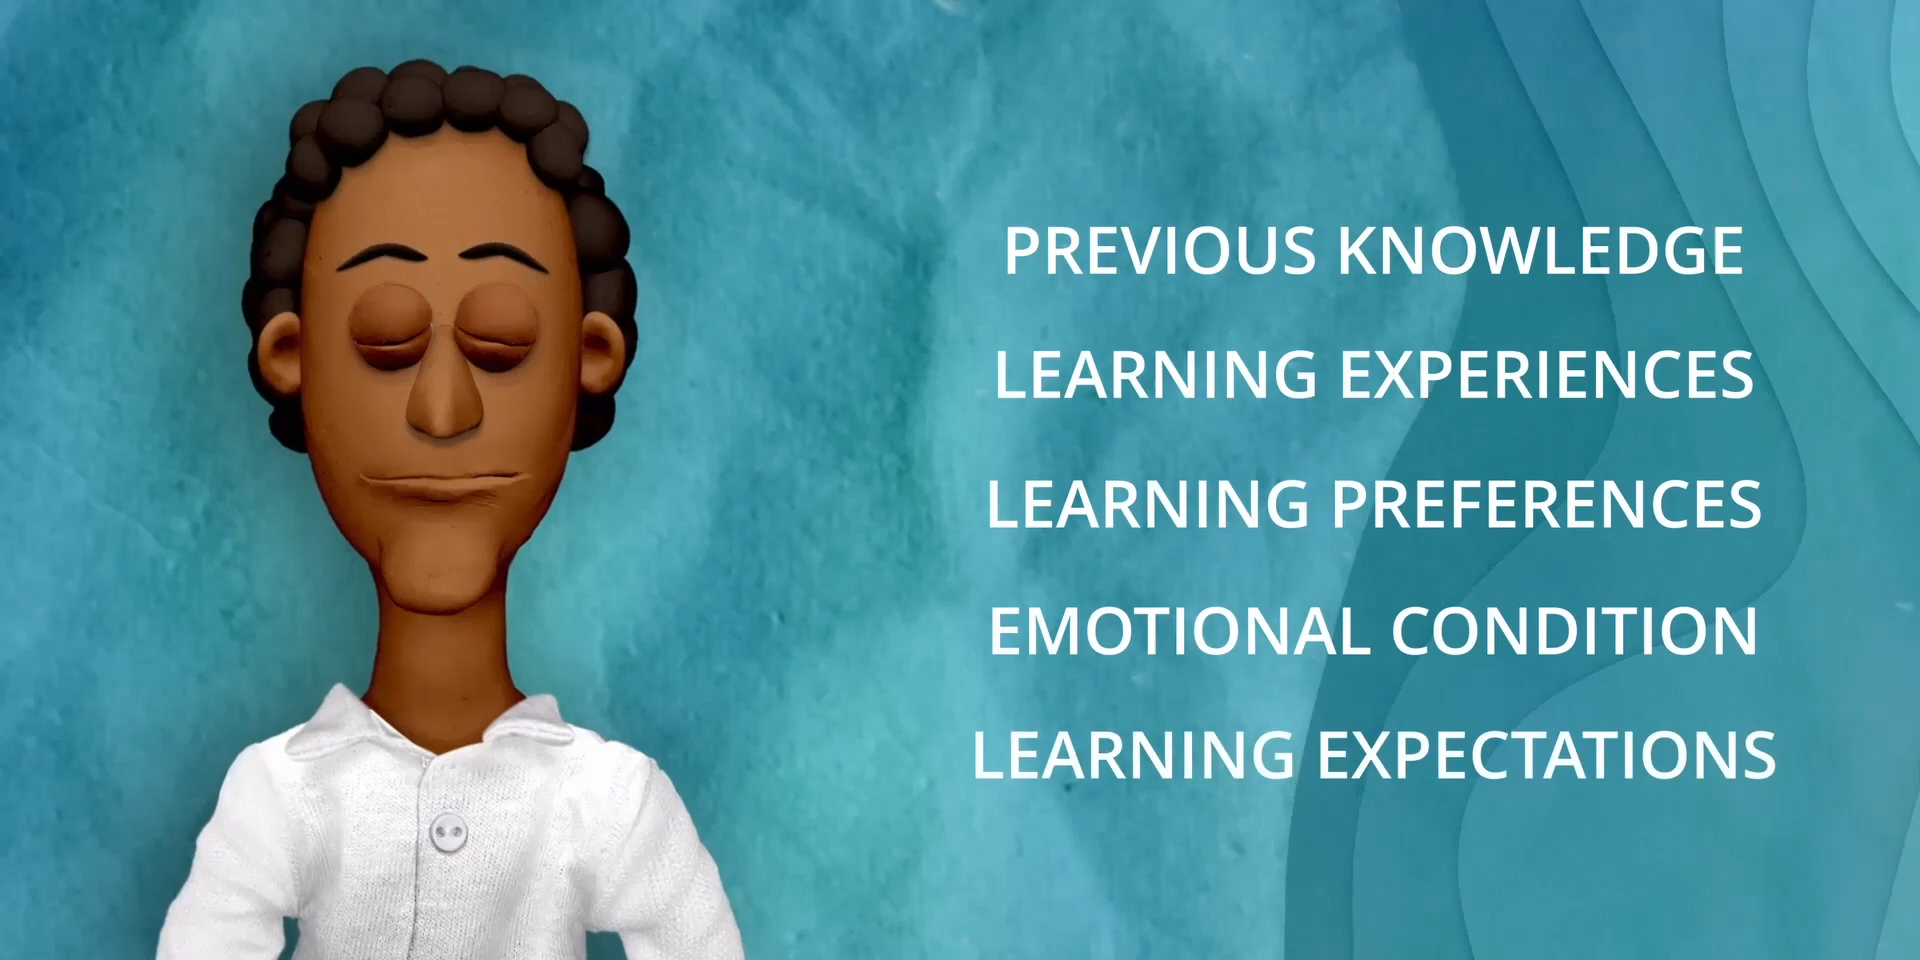 PREVIOUS KNOWLEDGE
LEARNING EXPERIENCES
LEARNING PREFERENCES
EMOTIONAL CONDITION
LEARNING EXPECTATIONS